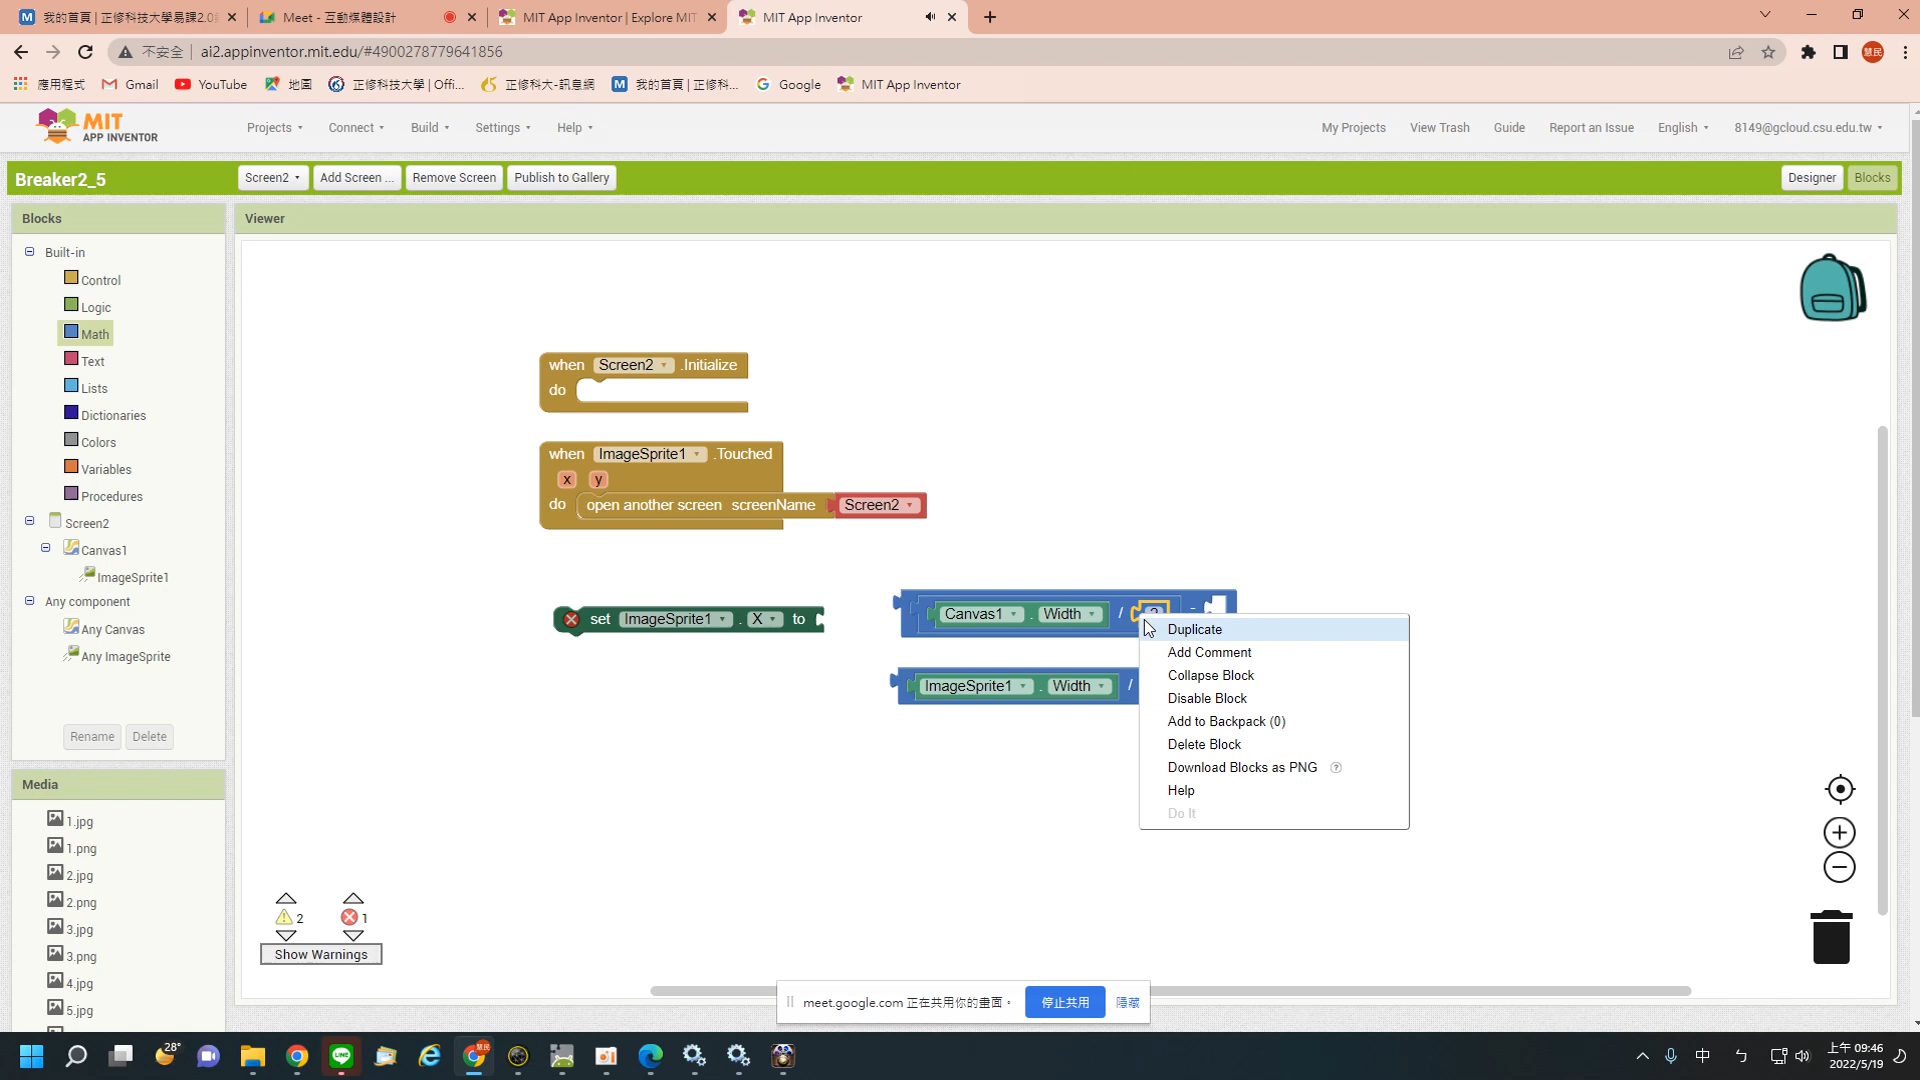 我的首頁 | 正修科技大學易課2.0
Meet - 互動媒體設計
MIT App Inventor | Explore MIT
MIT App Inventor
不安全
ai2.appinventor.mit.edu/#4900278779641856
慧民
應用程式
Gmail
YouTube
地圖
正修科技大學 | Offi...
正修科大-訊息網
我的首頁 | 正修科...
Google
MIT App Inventor
MIT
APP INVENTOR
Projects
Connect
Build
Settings
Help
My Projects
View Trash
Guide
Report an Issue
English
8149@gcloud.csu.edu.tw
Breaker2_5
Screen2
Add Screen ...
Remove Screen
Publish to Gallery
Designer
Blocks
Blocks
Viewer
Built-in
Control
Logic
Math
Text
Lists
Dictionaries
Colors
Variables
Procedures
Screen2
Canvas1
ImageSprite1
Any component
Any Canvas
Any ImageSprite
Rename
Delete
Media
1.jpg
1.png
2.jpg
2.png
3.jpg
3.png
4.jpg
5.jpg
when Screen2 .Initialize
do
when ImageSprite1 .Touched
x y
do open another screen screenName Screen2
set ImageSprite1 . X to
Canvas1 . Width / 2 -
ImageSprite1 . Width /
Duplicate
Add Comment
Collapse Block
Disable Block
Add to Backpack (0)
Delete Block
Download Blocks as PNG ?
Help
Do It
2
1
Show Warnings
meet.google.com 正在共用你的畫面。
停止共用
隱藏
28°
LINE
慧民
中
上午 09:46
2022/5/19